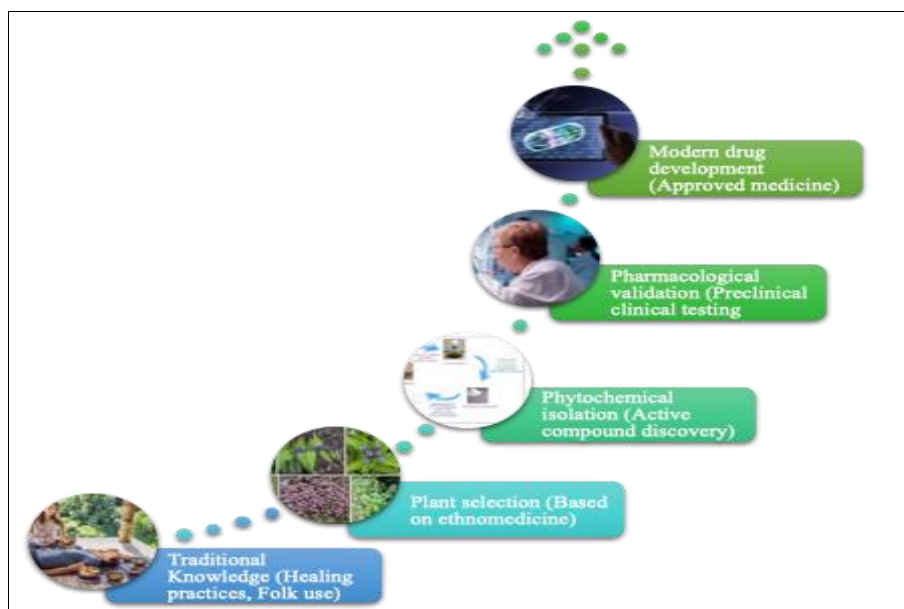 Modern drug
development
(Approved medicine)
Pharmacological
validation (Preclinical
clinical testing
Phytochemical
isolation (Active
compound discovery)
Plant selection (Based
on ethnomedicine)
Traditional
Knowledge (Healing
practices, Folk use)